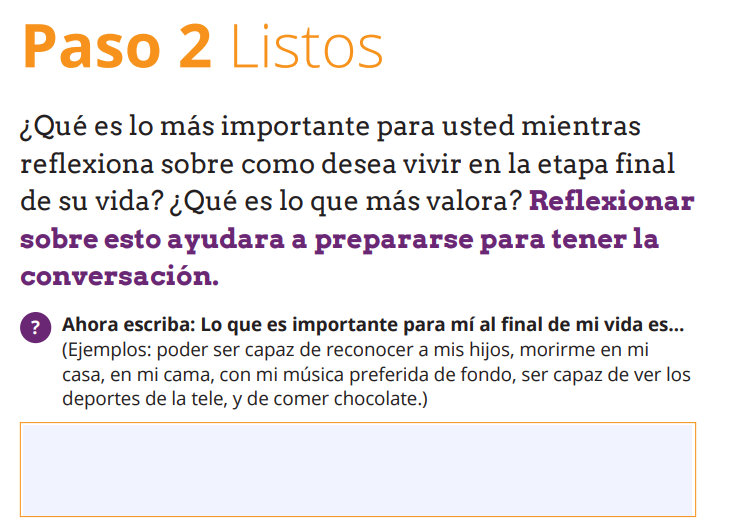 Paso 2 Listos
¿Qué es lo más importante para usted mientras
reflexiona sobre como desea vivir en la etapa final
de su vida? ¿Qué es lo que más valora? Reflexionar
sobre esto ayudara a prepararse para tener la
conversación.
? Ahora escriba: Lo que es importante para mí al final de mi vida es...
(Ejemplos: poder ser capaz de reconocer a mis hijos, morirme en mi
casa, en mi cama, con mi música preferida de fondo, ser capaz de ver los
deportes de la tele, y de comer chocolate.)